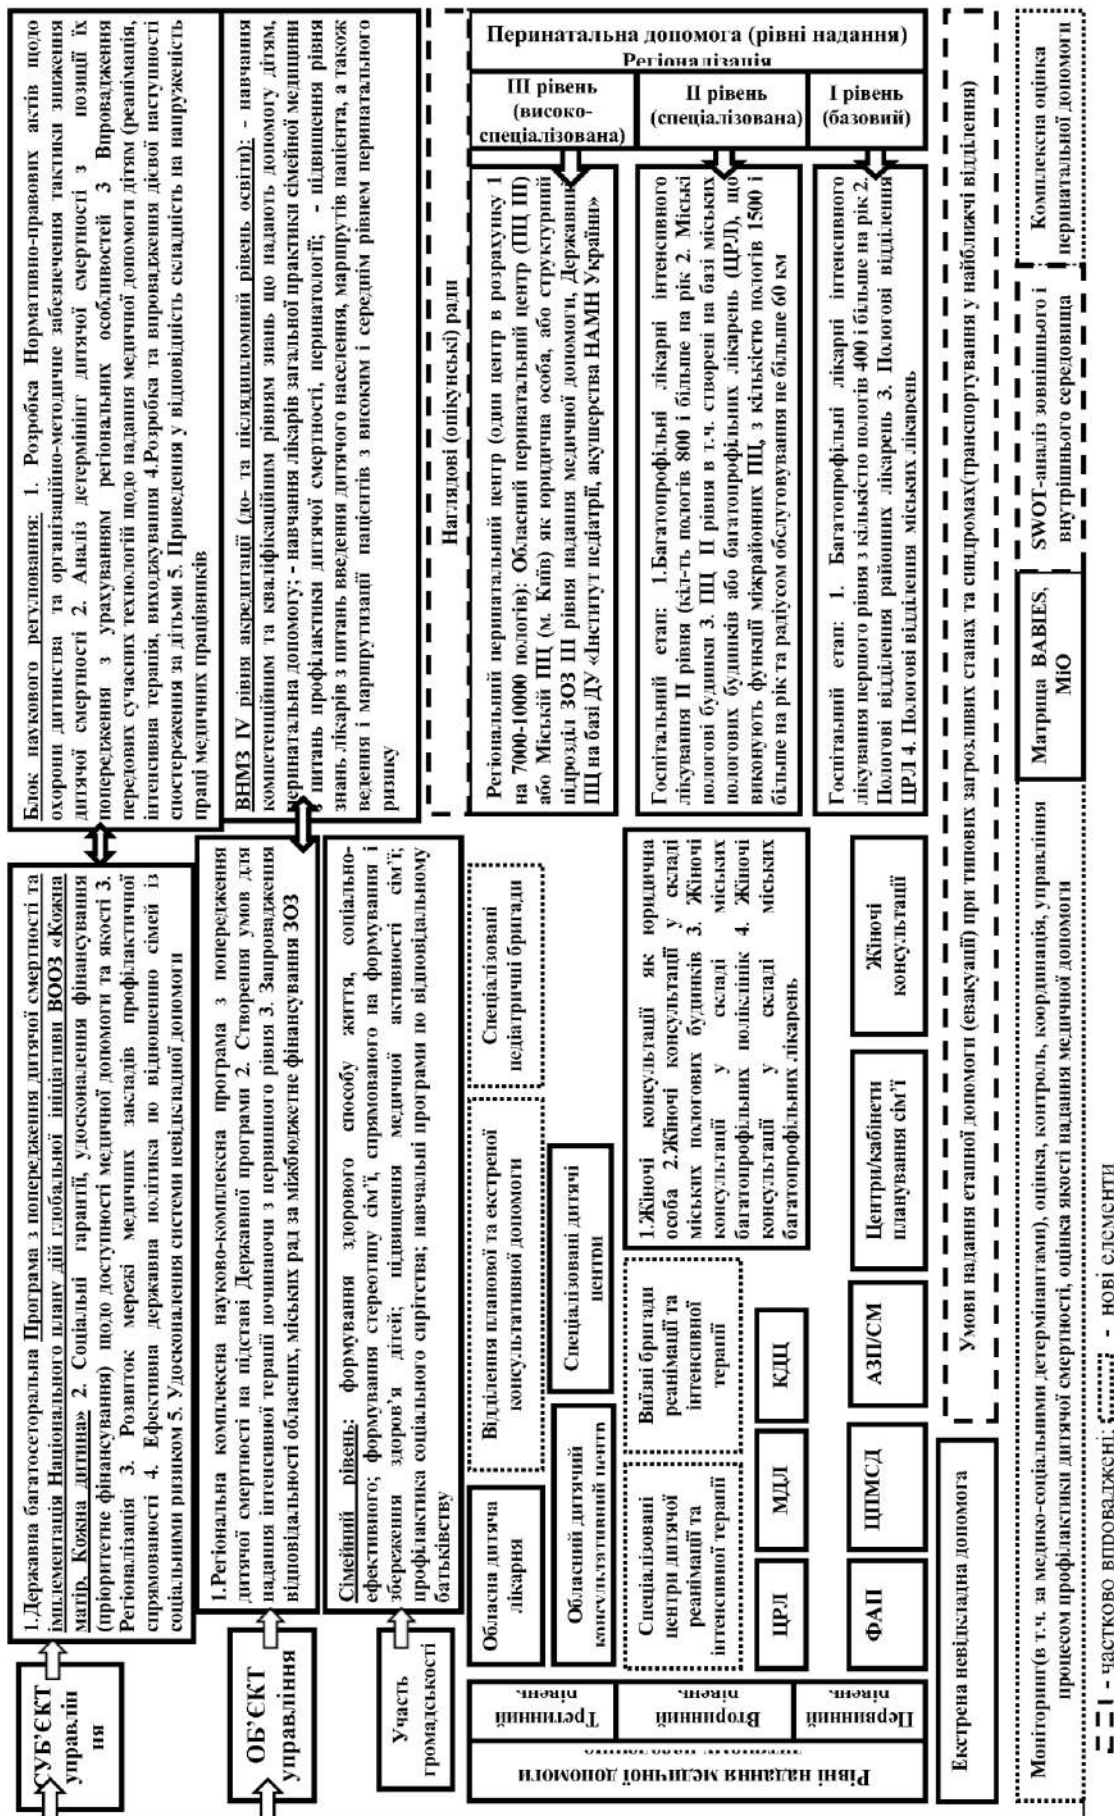 СУБ’ЄКТ
управлін
ня
1.Державна багатосекторальна Програма з попередження дитячої смертності та
імплементація Національного плану дій глобальної ініціативи ВООЗ «Кожна
матір, Кожна дитина» 2. Соціальні гарантії, удосконалення фінансування
(пріоритетне фінансування) щодо доступності медичної допомоги та якості 3.
Регіоналізація 3. Розвиток мережі медичних закладів профілактичної
спрямованості 4. Ефективна державна політика по відношенню сімей із
соціальними ризиком 5. Удосконалення системи невідкладної допомоги
Блок наукового регулювання: 1. Розробка Нормативно-правових актів щодо
охорони дитинства та організаційно-методичне забезпечення тактики зниження
дитячої смертності 2. Аналіз детермініт дитячої смертності з позиції їх
попередження з урахуванням регіональних особливостей 3 Впровадження
передових сучасних технологій щодо надання медичної допомоги дітям (реанімація,
інтенсивна терапія, виходжування 4.Розробка та впровадження дієвої наступності
спостереження за дітьми 5. Приведення у відповідність складність на напруженість
праці медичних працівників
ОБ’ЄКТ
управління
1.Регіональна комплексна науково-комплексна програма з попередження
дитячої смертності на підставі Державної програми 2. Створення умов для
надання інтенсивної терапії починаючи з первинного рівня 3. Запровадження
відповідальності обласних, міських рад за міжбюджетне фінансування ЗОЗ
ВНМЗ IV рівня акредитації (до- та післядипломний рівень освіти): - навчання
компетенційним та кваліфікаційним рівням знань що надають допомогу дітям,
перинатальна допомогу; - навчання лікарів загальної практики сімейної медицини
з питань профілактики дитячої смертності, перинатології; - підвищення рівня
знань лікарів з питань введення дитячого населення, маршрутів пацієнта, а також
ведення і маршрутизації пацієнтів з високим і середнім рівнем перинатального
ризику
Участь
громадськості
Сімейний рівень: формування здорового способу життя, соціально-
ефективного; формування стереотипу сім’ї, спрямованого на формування і
збереження здоров’я дітей; підвищення медичної активності сім’ї;
профілактика соціального сирітства; навчальні програми по відповідальному
батьківству
Наглядові (опікунські) ради
Рівні надання медичної допомоги
Третинний
рівень
Обласна дитяча
лікарня
Відділення планової та екстреної
консультативної допомоги
Спеціалізовані
педіатричні бригади
Обласний дитячий
консультативний центр
Спеціалізовані дитячі
центри
Регіональний перинатальний центр (один центр в розрахунку 1
на 7000-10000 пологів): Обласний перинатальний центр (ПЦ III)
або Міській ПЦ (м. Київ) як юридична особа, або структурний
підрозділ ЗОЗ III рівня надання медичної допомоги, Державний
ПЦ на базі ДУ «Інститут педіатрії, акушерства НАМН України»
Перинатальна допомога (рівні надання)
Регіоналізація
III рівень
(високо-
спеціалізована)
Вторинний
рівень
Спеціалізовані
центри дитячої
реанімації та
інтенсивної терапії
Виїзні бригади
реанімації та
інтенсивної
терапії
ЦРЛ
МДЛ
КДЦ
1.Жіночі консультації як юридична
особа 2.Жіночі консультації у складі
міських пологових будинків 3. Жіночі
консультації у складі міських
багатопрофільних поліклінік 4. Жіночі
консультації у складі міських
багатопрофільних лікарень
Госпітальний етап: 1.Багатопрофільні лікарні інтенсивного
лікування II рівня (кіл-ть пологів 800 і більше на рік 2. Міські
пологові будинки 3. ПЦ II рівня в т.ч. створені на базі міських
пологових будинків або багатопрофільних лікарень (ЦРЛ), що
виконують функції міжрайонних ПЦ, з кількістю пологів 1500 і
більше на рік та радіусом обслуговування не більше 60 км
II рівень
(спеціалізована)
Первинний
рівень
ФАП
ЦПМСД
АЗП/СМ
Центри/кабінети
планування сім’ї
Жіночі
консультації
Госпітальний етап: 1. Багатопрофільні лікарні інтенсивного
лікування першого рівня з кількістю пологів 400 і більше на рік 2.
Пологові відділення районних лікарень 3. Пологові відділення
ЦРЛ 4. Пологові відділення міських лікарень
I рівень
(базовий)
Екстрена невідкладна допомога
Умови надання етапної допомоги (евакуації) при типових загрозливих станах та синдромах(транспортування у найближчі відділення)
Моніторинг(в т.ч. за медико-соціальними детермінантами), оцінка, контроль, координація, управління
процесом профілактики дитячої смертності, оцінка якості надання медичної допомоги
Матриця BABIES,
МіО
SWOT-аналіз зовнішнього і
внутрішнього середовища
Комплексна оцінка
перинатальної допомоги
- частково впроваджені;
- нові елементи